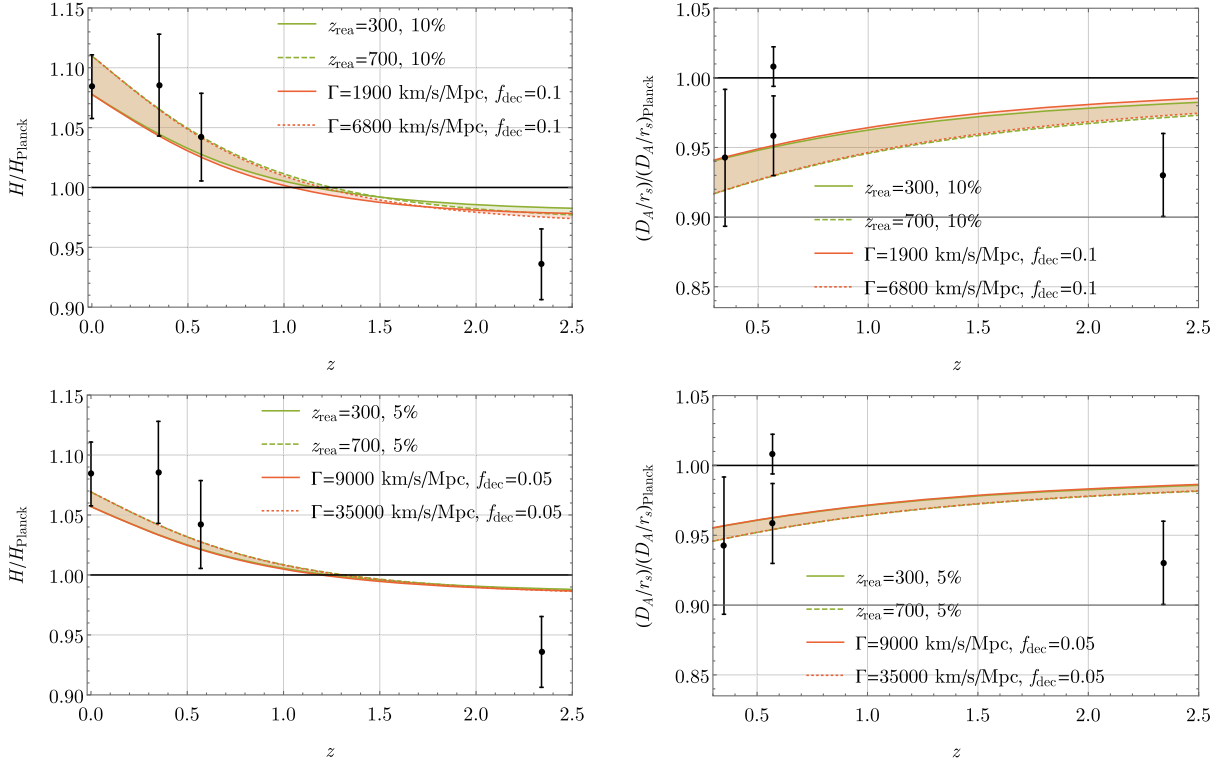 1.15
1.10
1.05
1.00
0.95
0.90
H/H_Planck
z_rea=300, 10%
z_rea=700, 10%
Γ=1900 km/s/Mpc, f_dec=0.1
Γ=6800 km/s/Mpc, f_dec=0.1
0.0 0.5 1.0 1.5 2.0 2.5
z
1.05
1.00
0.95
0.90
0.85
(D_A/r_s)/(D_A/r_s)_Planck
z_rea=300, 10%
z_rea=700, 10%
Γ=1900 km/s/Mpc, f_dec=0.1
Γ=6800 km/s/Mpc, f_dec=0.1
0.5 1.0 1.5 2.0 2.5
z
1.15
1.10
1.05
1.00
0.95
0.90
H/H_Planck
z_rea=300, 5%
z_rea=700, 5%
Γ=9000 km/s/Mpc, f_dec=0.05
Γ=35000 km/s/Mpc, f_dec=0.05
0.0 0.5 1.0 1.5 2.0 2.5
z
1.05
1.00
0.95
0.90
0.85
(D_A/r_s)/(D_A/r_s)_Planck
z_rea=300, 5%
z_rea=700, 5%
Γ=9000 km/s/Mpc, f_dec=0.05
Γ=35000 km/s/Mpc, f_dec=0.05
0.5 1.0 1.5 2.0 2.5
z